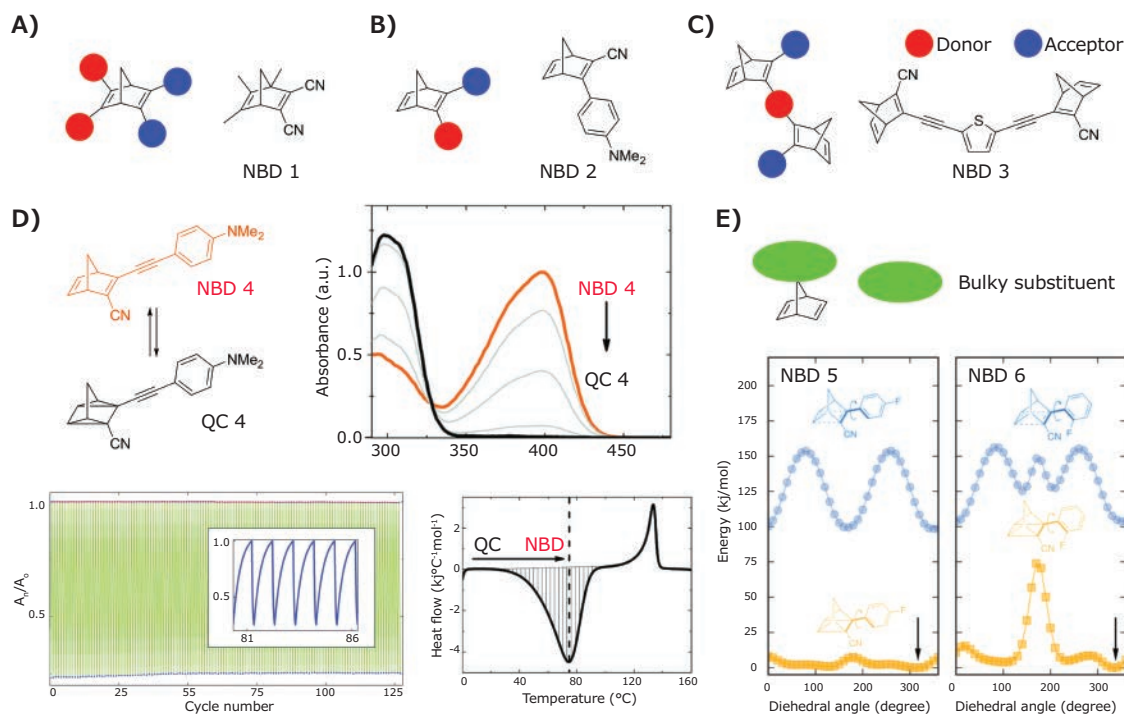 A)
CN
CN
NBD 1
B)
CN
NMe₂
NBD 2
C)
Donor
Acceptor
CN
S
CN
NBD 3
D)
NMe₂
CN
NBD 4
NMe₂
CN
QC 4
Absorbance (a.u.)
1.0
0.5
0.0
NBD 4
QC 4
290
350
400
450
E)
Bulky substituent
Aₙ/Aₒ
1.0
0.5
1.0
0.5
81
86
0
25
50
75
100
125
Cycle number
Heat flow (kJ°C⁻¹mol⁻¹)
QC
NBD
2
0
-2
-4
0
40
80
120
160
Temperature (°C)
Energy (kj/mol)
200
175
150
125
100
75
50
25
0
NBD 5
F
CN
F
CN
0
100
200
300
Diehedral angle (degree)
NBD 6
CN
F
CN
F
0
100
200
300
Diehedral angle (degree)